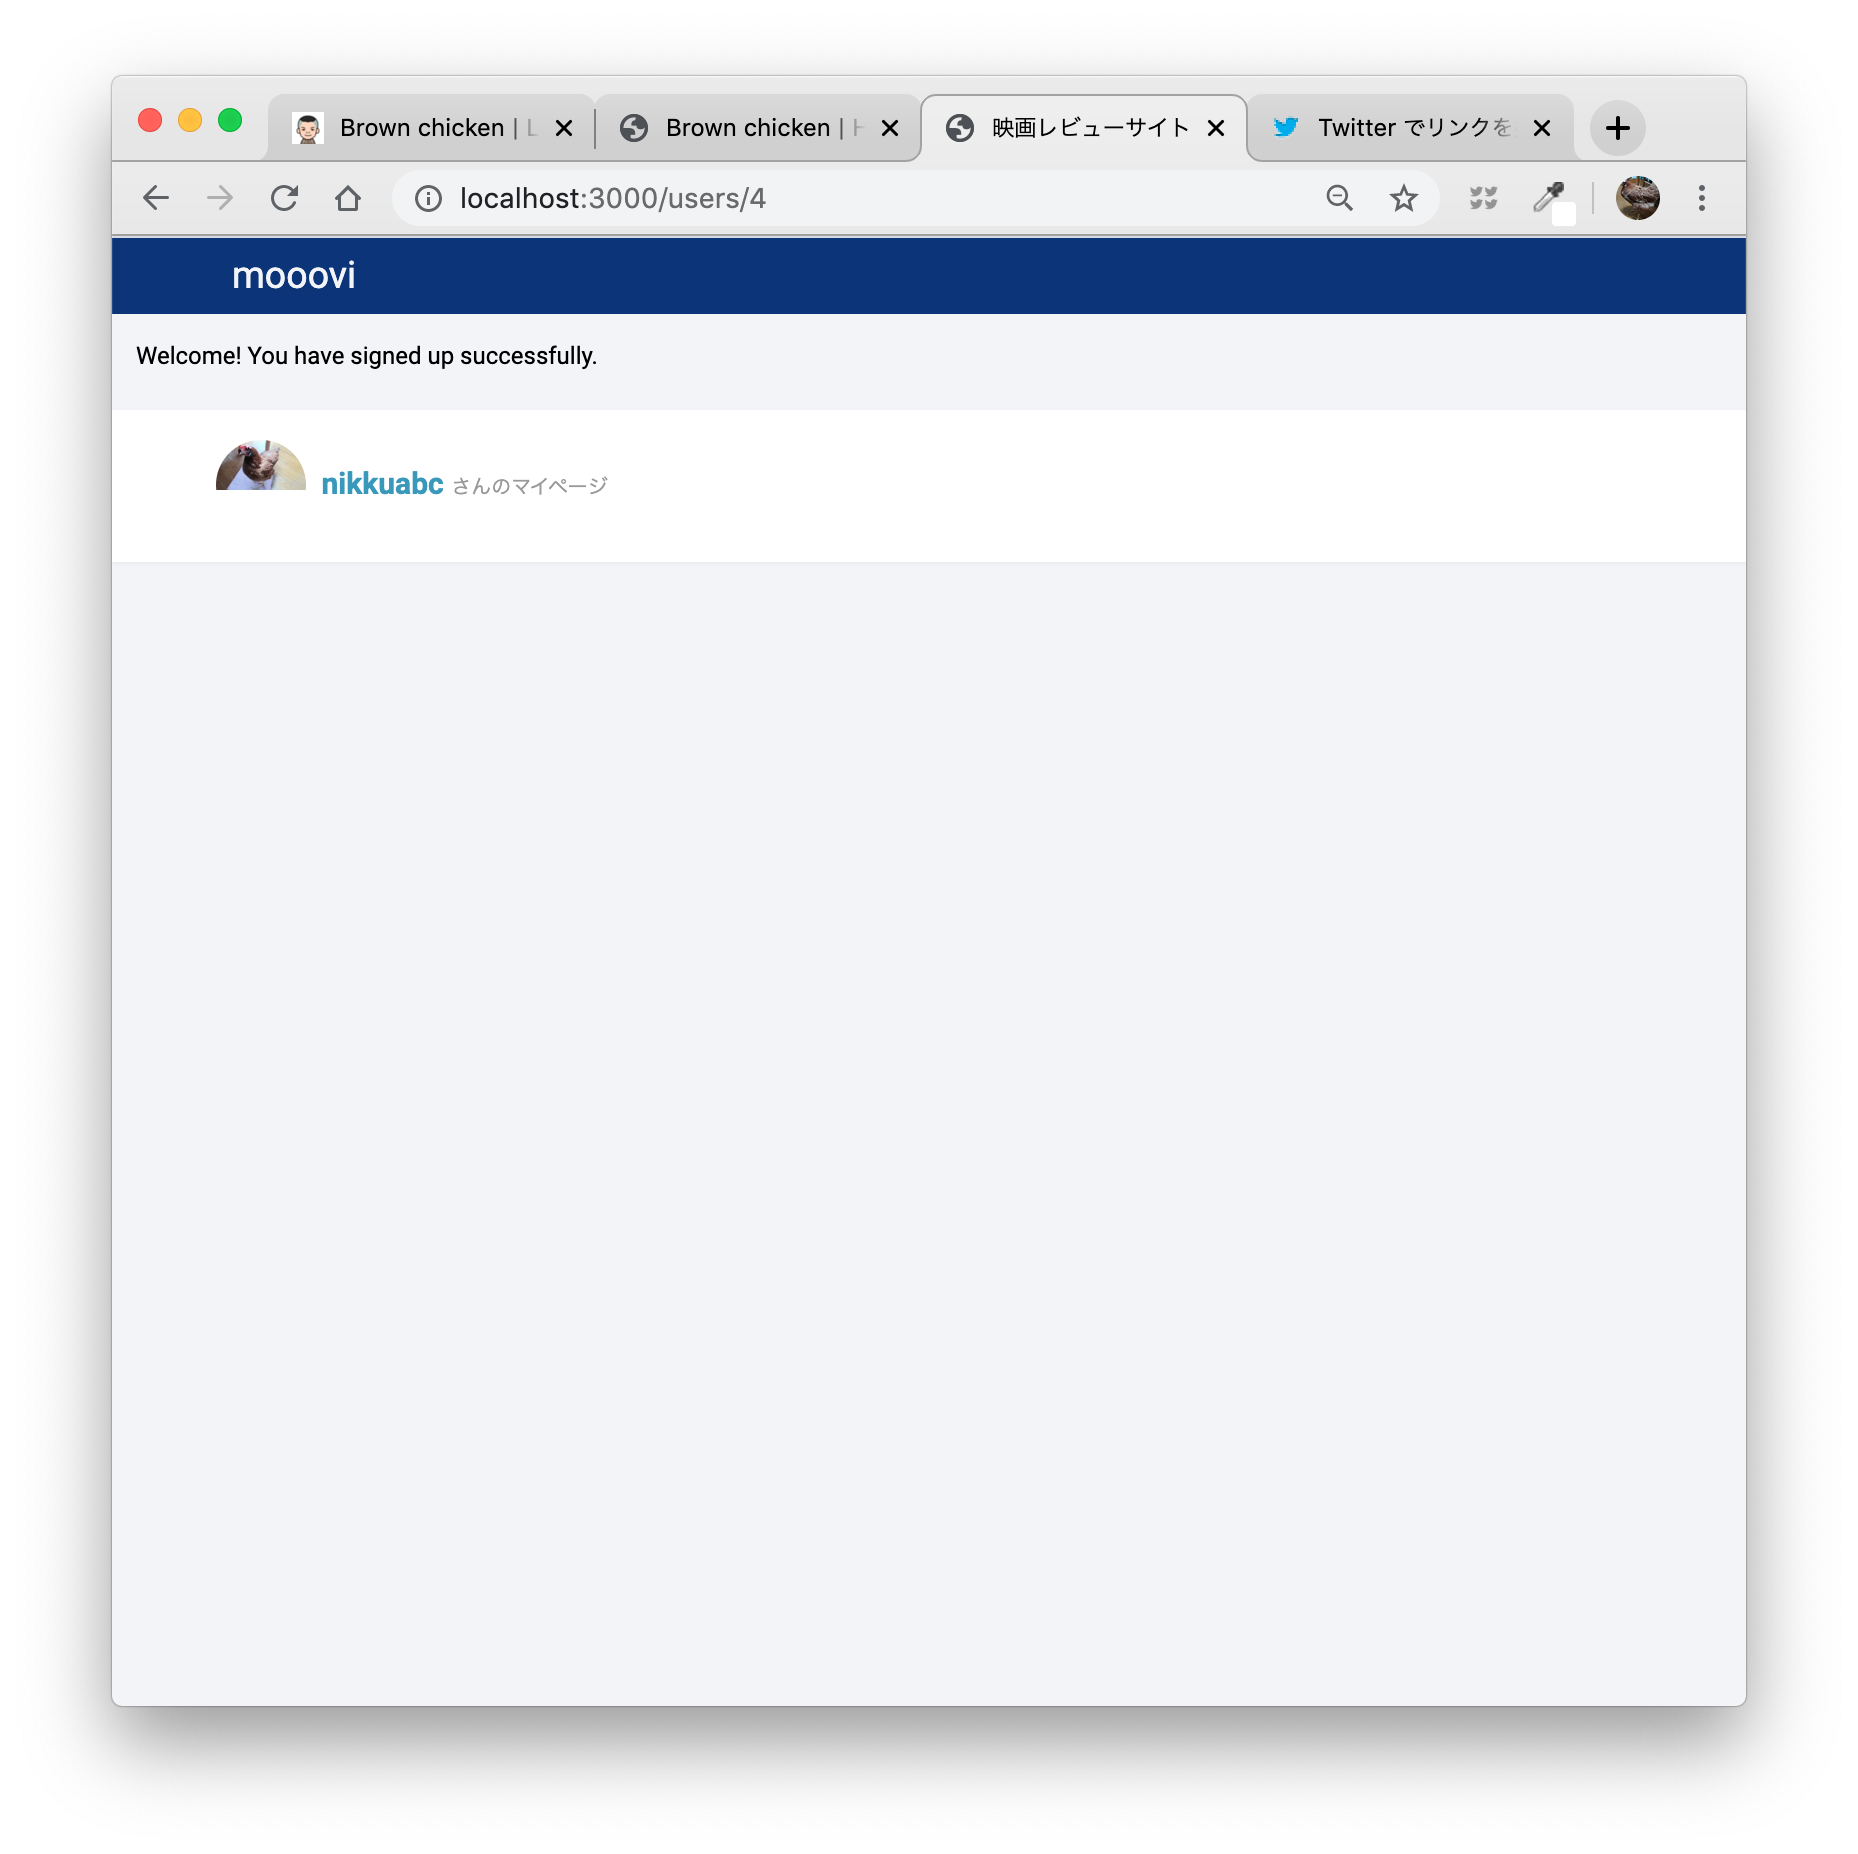 Brown chicken |
Brown chicken |
映画レビューサイト
Twitter でリンクを
localhost:3000/users/4
mooovi
Welcome! You have signed up successfully.
nikkuabc さんのマイページ